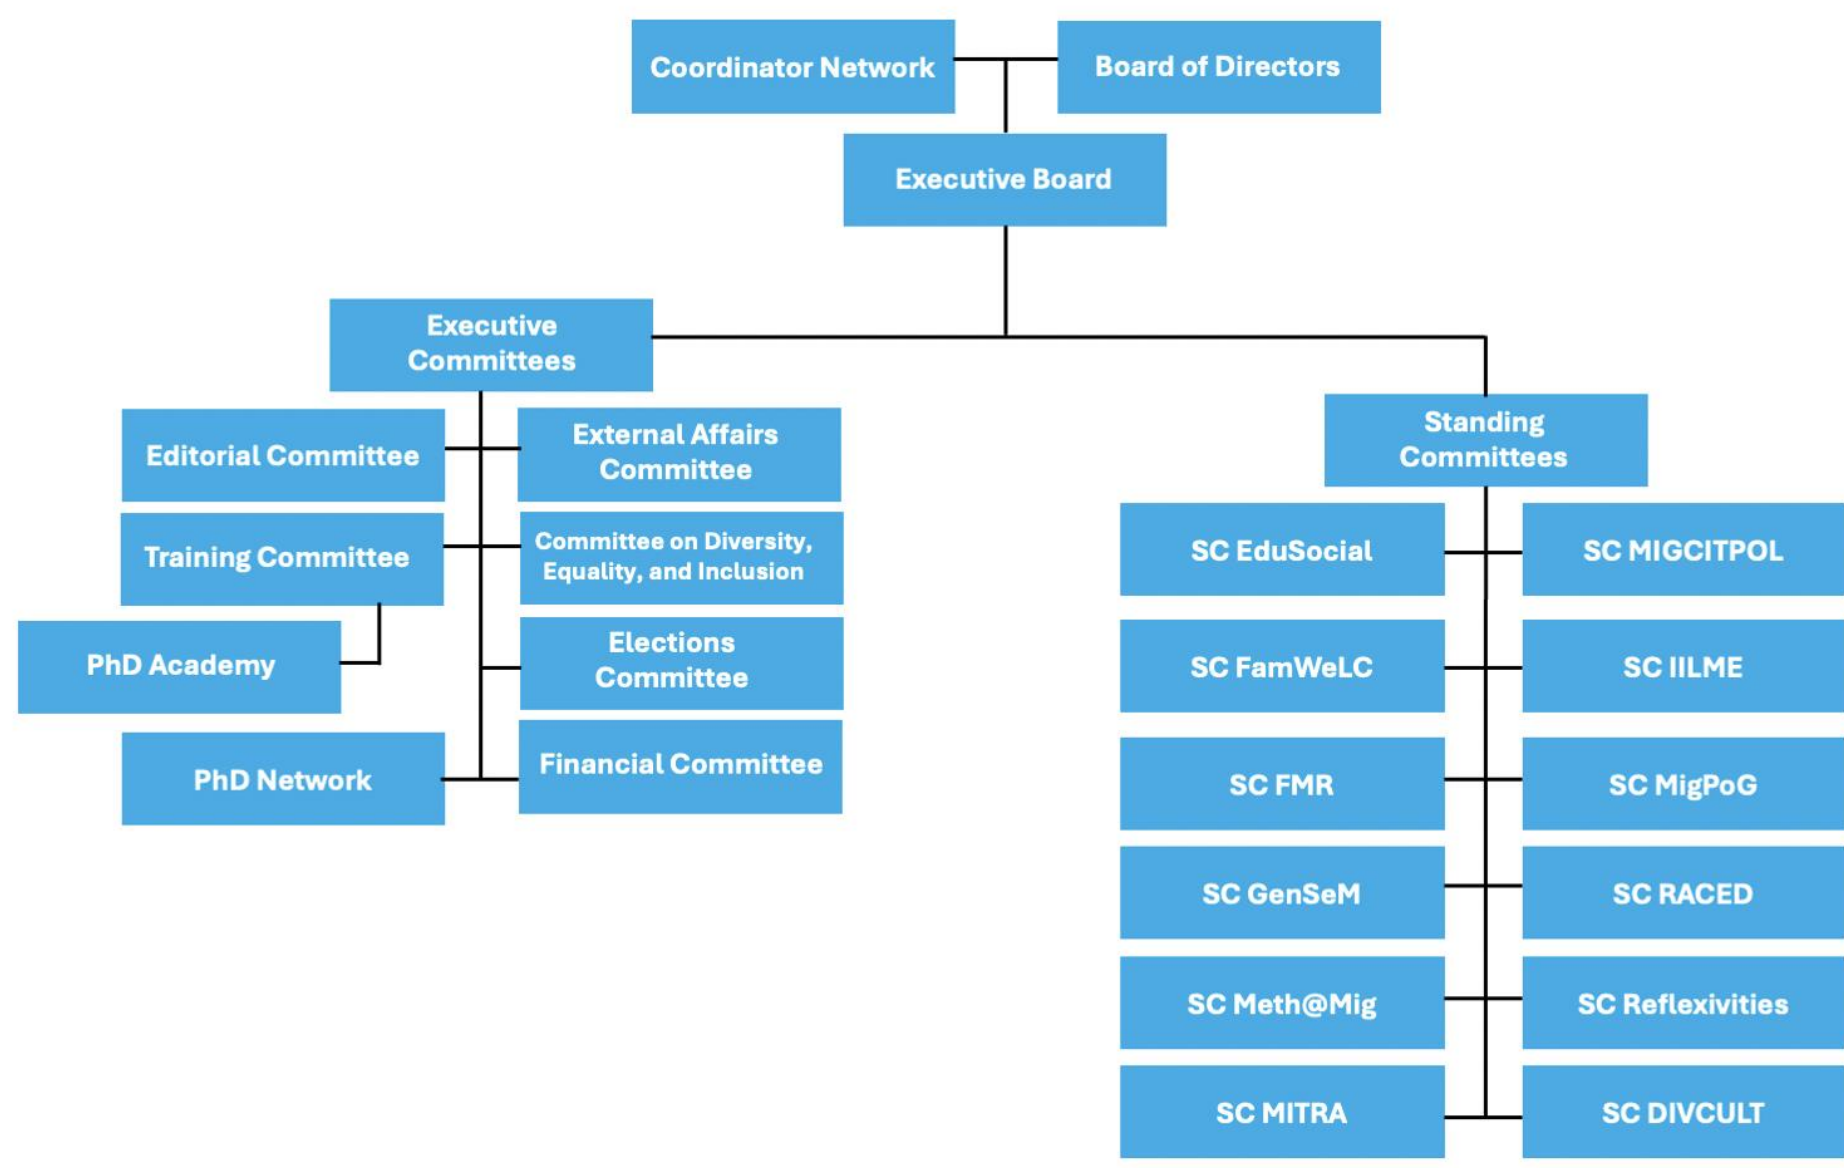 Coordinator Network
Board of Directors
Executive Board
Executive
Committees
Editorial Committee
External Affairs
Committee
Training Committee
Committee on Diversity,
Equality, and Inclusion
PhD Academy
Elections
Committee
PhD Network
Financial Committee
Standing
Committees
SC EduSocial
SC MIGCITPOL
SC FamWeLC
SC IILME
SC FMR
SC MigPoG
SC GenSeM
SC RACED
SC Meth@Mig
SC Reflexivities
SC MITRA
SC DIVCULT